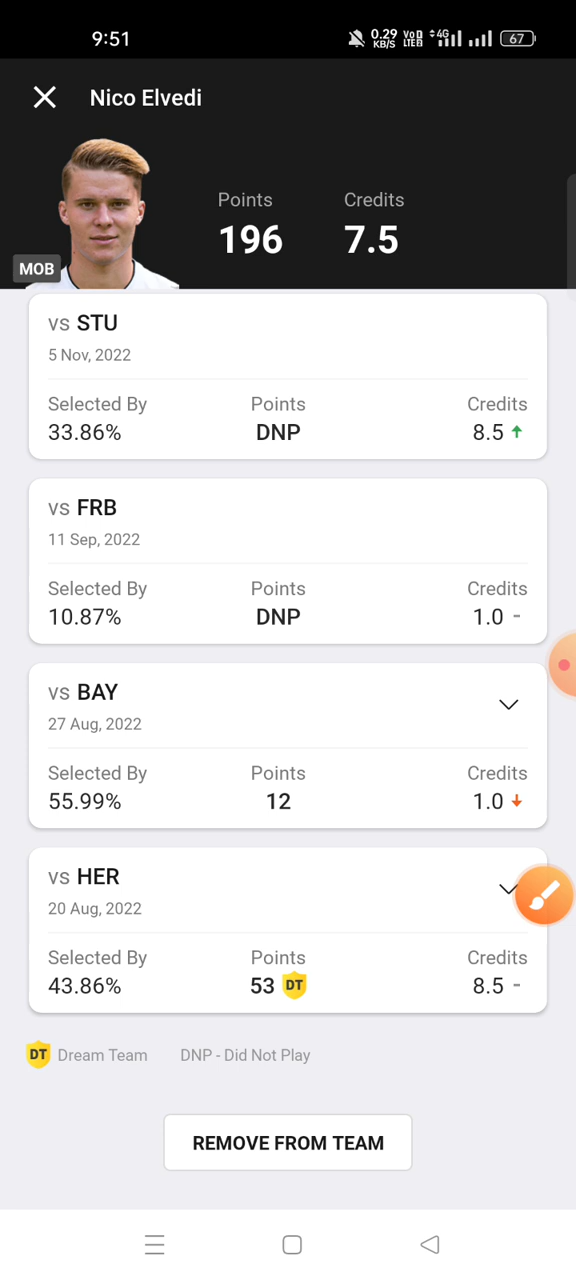 9:51 0.29 KB/S VoD LTED 4G 67
Nico Elvedi
Points Credits
196 7.5
MOB
vs STU
5 Nov, 2022
Selected By Points Credits
33.86% DNP 8.5
vs FRB
11 Sep, 2022
Selected By Points Credits
10.87% DNP 1.0 -
vs BAY
27 Aug, 2022
Selected By Points Credits
55.99% 12 1.0
vs HER
20 Aug, 2022
Selected By Points Credits
43.86% 53 DT 8.5 -
DT Dream Team DNP - Did Not Play
REMOVE FROM TEAM